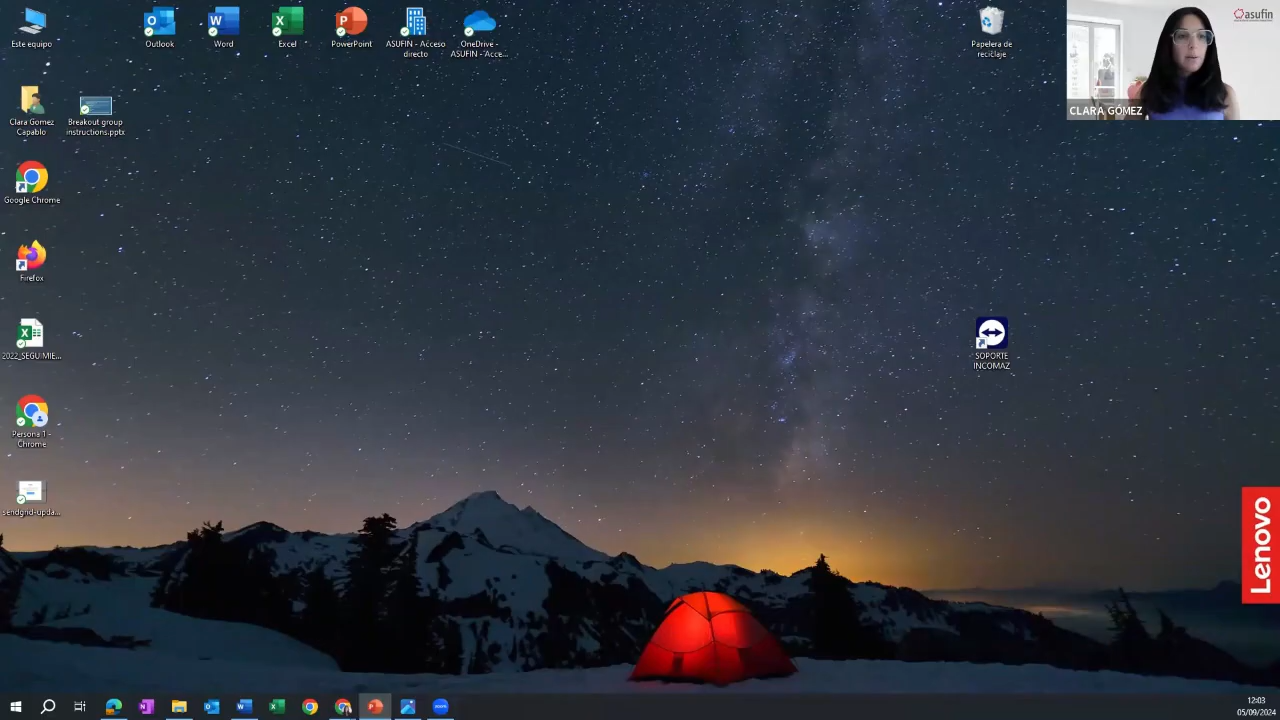 Este equipo
Outlook
Word
Excel
PowerPoint
ASUFIN - Acceso
directo
OneDrive -
ASUFIN - Acce...
Papelera de
reciclaje
asufin
CLARA GÓMEZ
Clara Gomez
Capablo
Breakout group
instructions.pptx
Google Chrome
Firefox
2022_SEGUIMIE...
SOPORTE
INCOMAZ
Persona 1 -
Chrome
sendgrid-upda...
Lenovo
12:03
05/09/2024